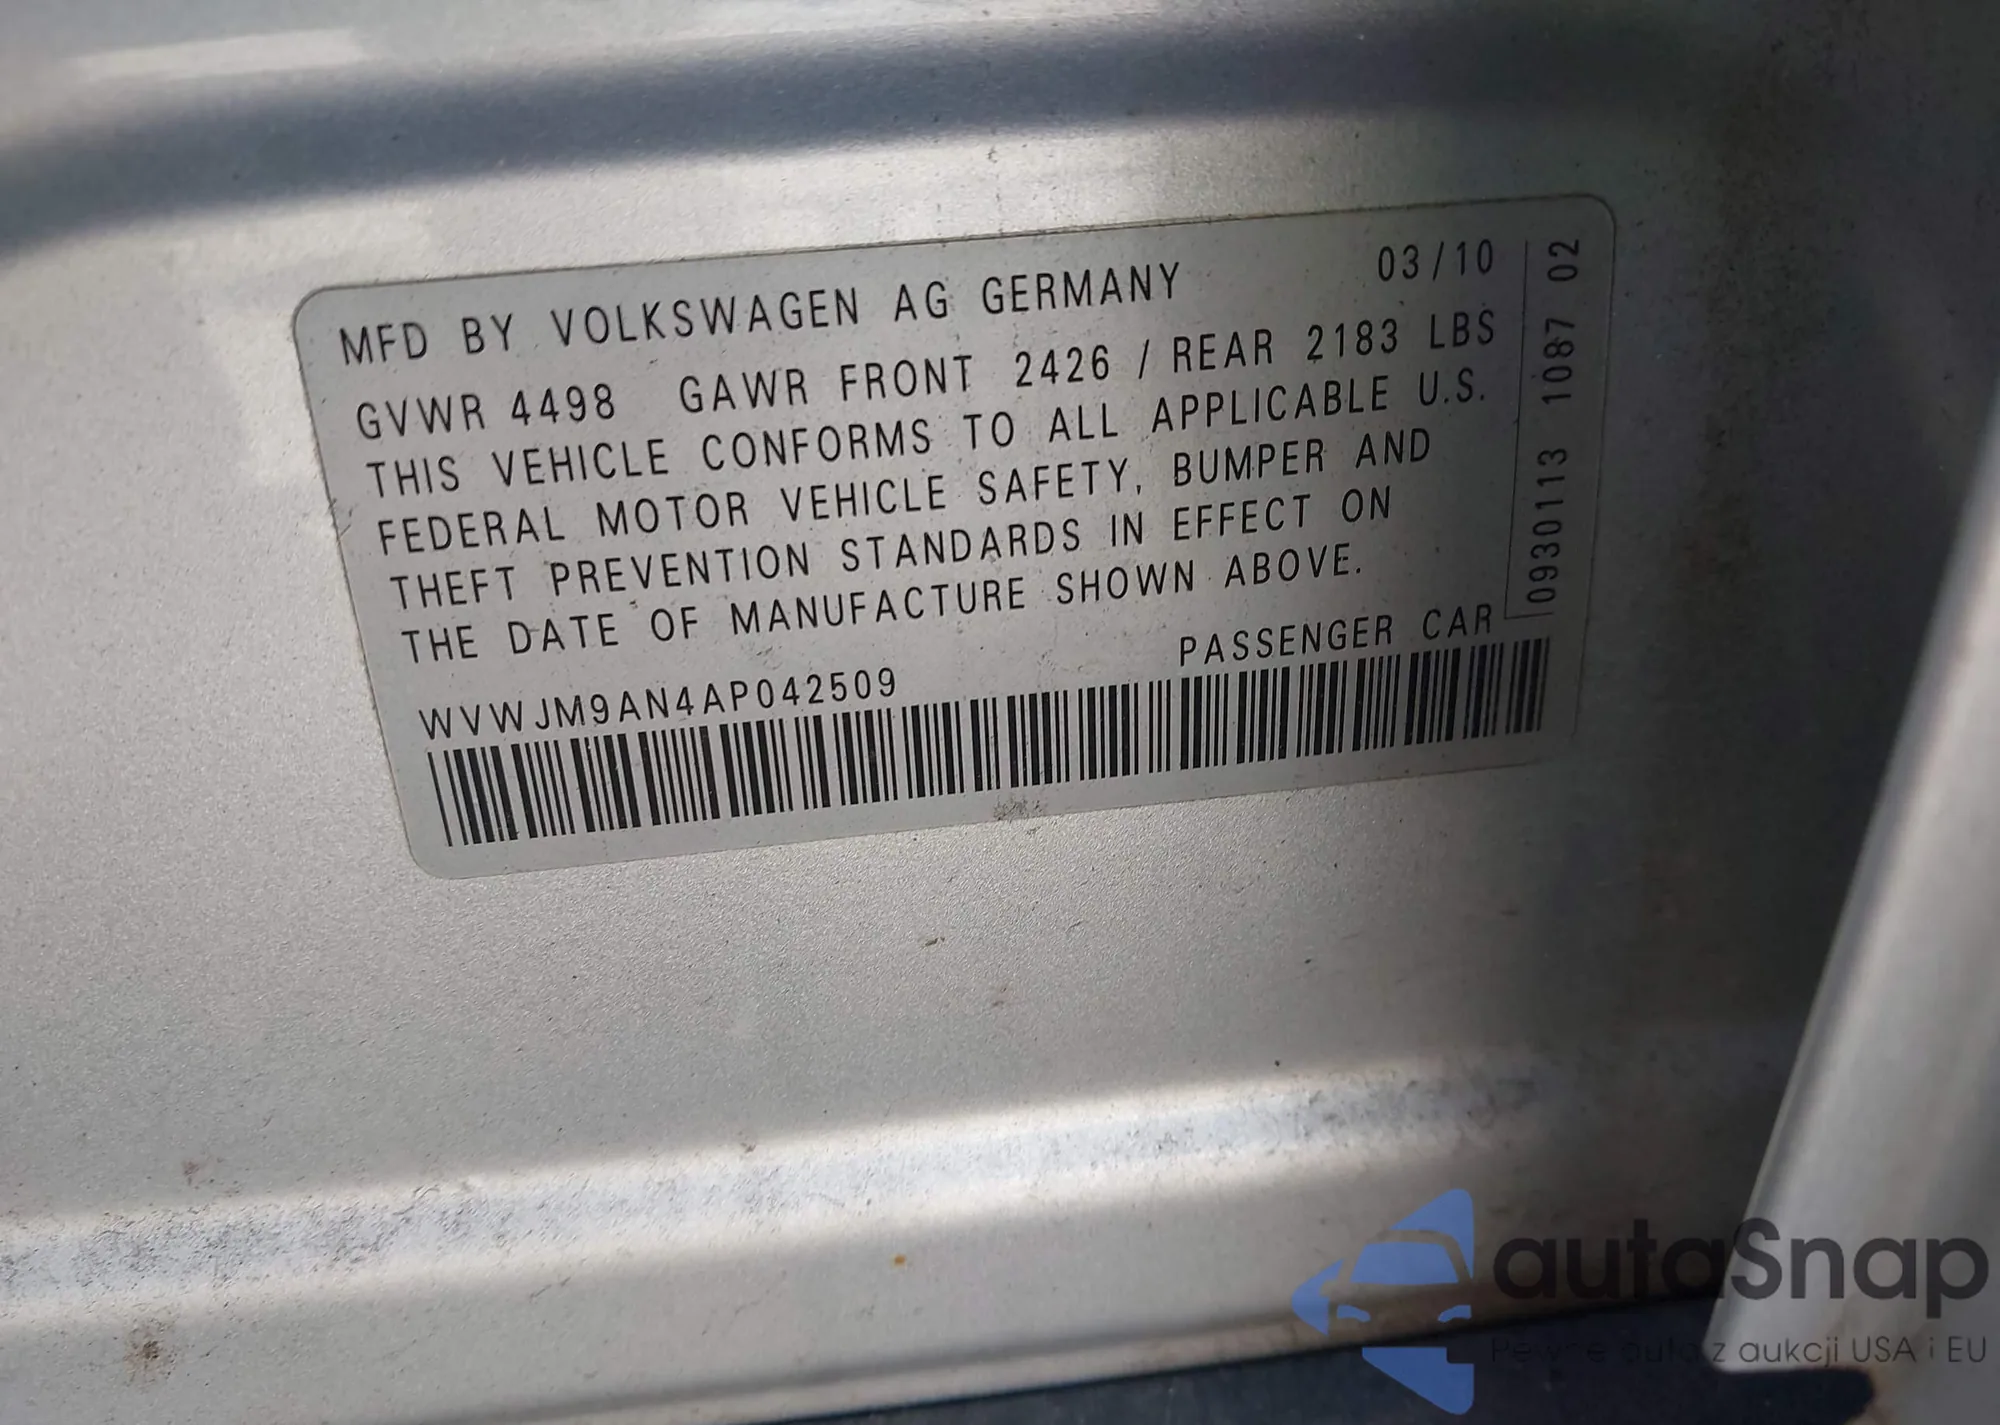 MFD BY VOLKSWAGEN AG GERMANY 03/10
GVWR 4498 GAWR FRONT 2426 / REAR 2183 LBS
THIS VEHICLE CONFORMS TO ALL APPLICABLE U.S.
FEDERAL MOTOR VEHICLE SAFETY, BUMPER AND
THEFT PREVENTION STANDARDS IN EFFECT ON
THE DATE OF MANUFACTURE SHOWN ABOVE.
WVWJM9AN4AP042509 PASSENGER CAR
0930113 1087 02
autaSnap
Pewne auta z aukcji USA i EU